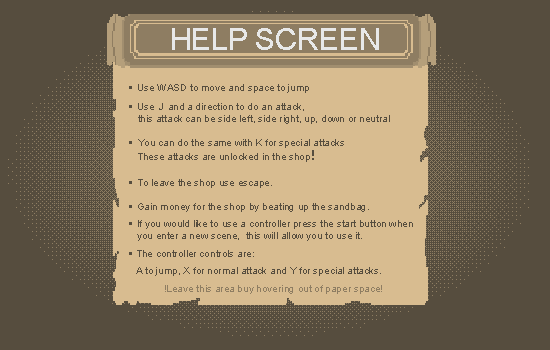 HELP SCREEN
• Use WASD to move and space to jump
• Use J and a direction to do an attack,
this attack can be side left, side right, up, down or neutral
• You can do the same with K for special attacks
These attacks are unlocked in the shop!
• To leave the shop use escape.
• Gain money for the shop by beating up the sandbag.
• If you would like to use a controller press the start button when
you enter a new scene, this will allow you to use it.
• The controller controls are:
A to jump, X for normal attack and Y for special attacks.
!Leave this area buy hovering out of paper space!